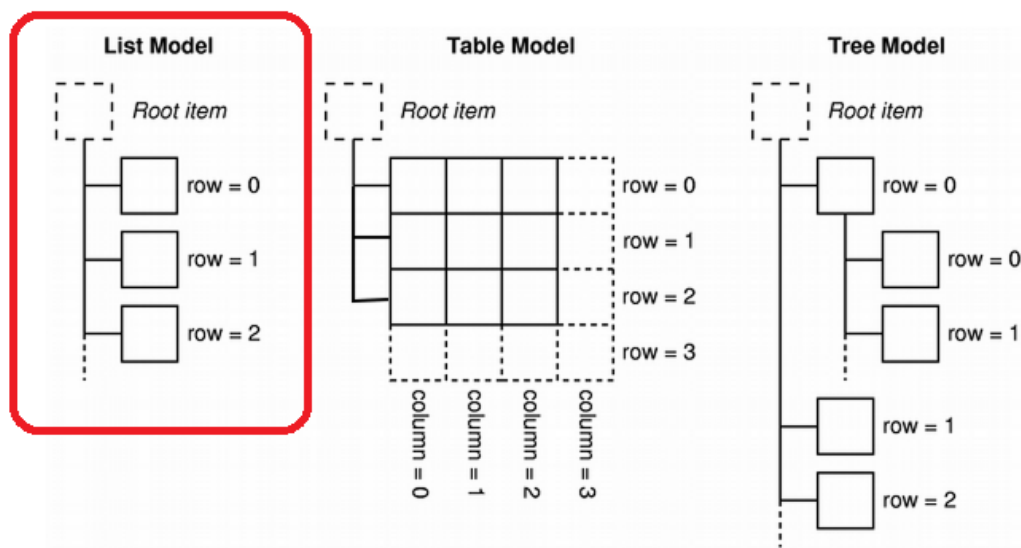 List Model
Root item
row = 0
row = 1
row = 2
Table Model
Root item
row = 0
row = 1
row = 2
row = 3
column = 0
column = 1
column = 2
column = 3
Tree Model
Root item
row = 0
row = 0
row = 1
row = 1
row = 2